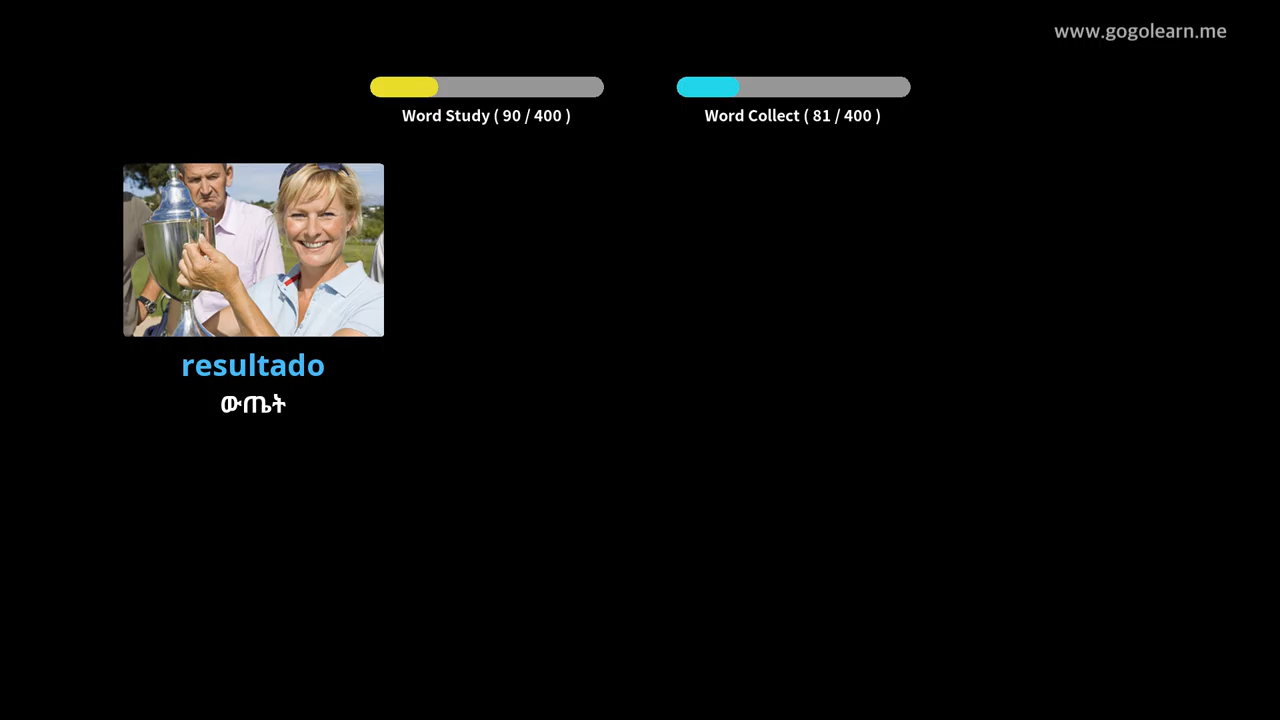 www.gogolearn.me
Word Study ( 90 / 400 )
Word Collect ( 81 / 400 )
resultado
ውጤት